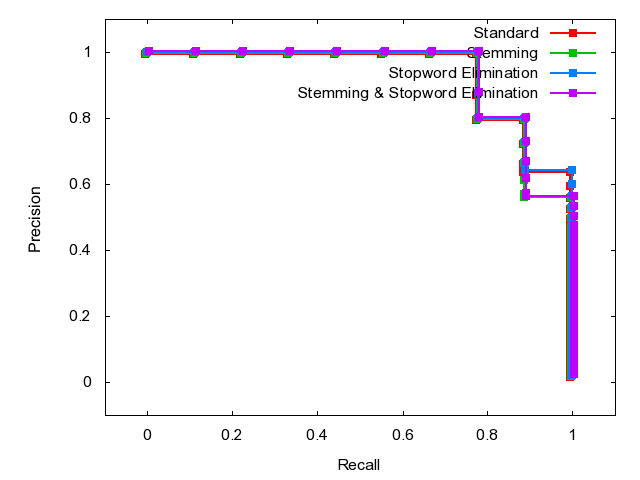 Standard
Stemming
Stopword Elimination
Stemming & Stopword Elimination
1
0.8
0.6
0.4
0.2
0
Precision
0 0.2 0.4 0.6 0.8 1
Recall